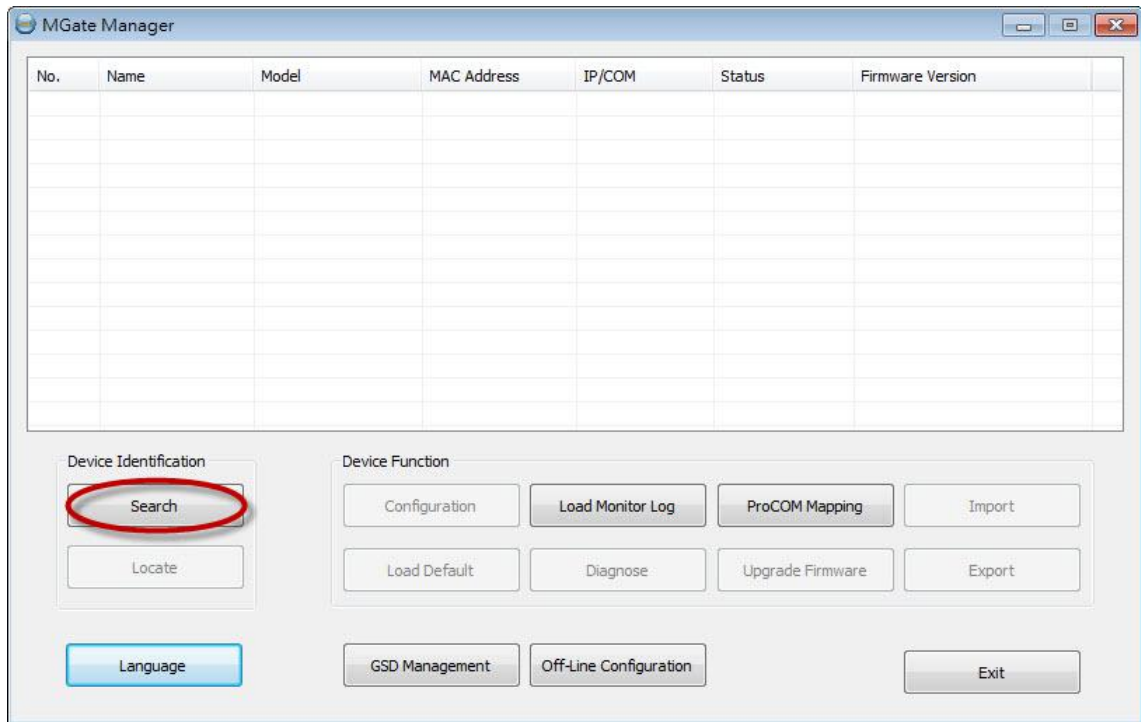 MGate Manager
No. Name Model MAC Address IP/COM Status Firmware Version
Device Identification
Device Function
Search
Configuration
Load Monitor Log
ProCOM Mapping
Import
Locate
Load Default
Diagnose
Upgrade Firmware
Export
Language
GSD Management
Off-Line Configuration
Exit